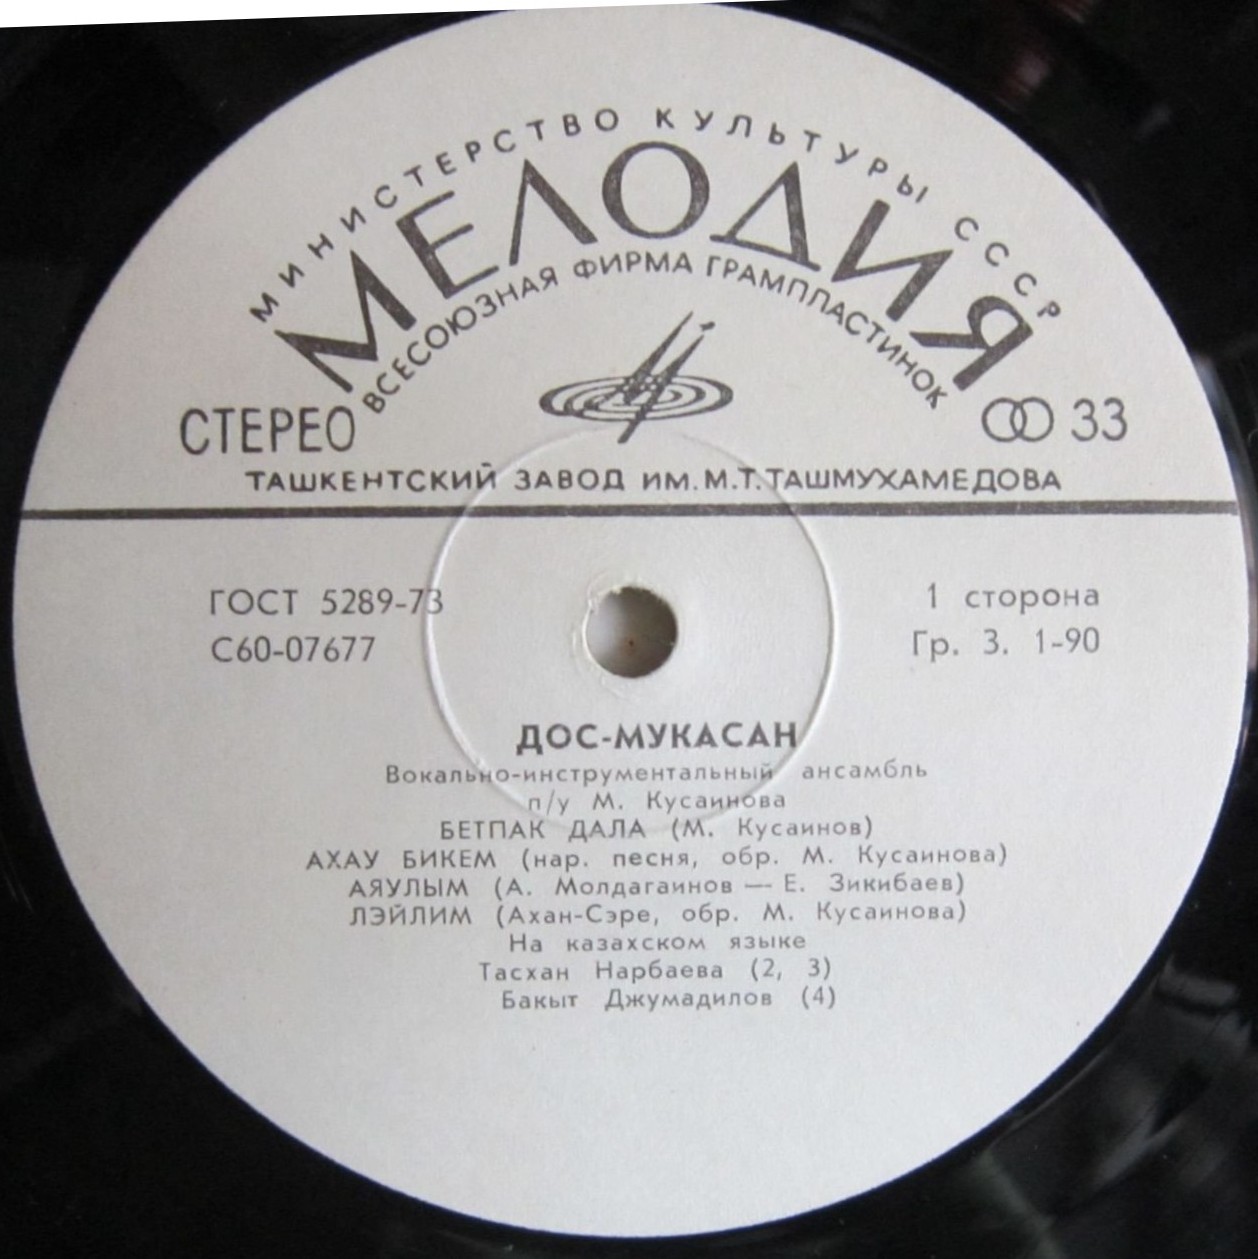 МИНИСТЕРСТВО КУЛЬТУРЫ СССР
МЕЛОДИЯ
ВСЕСОЮЗНАЯ ФИРМА ГРАМПЛАСТИНОК
СТЕРЕО
33
ТАШКЕНТСКИЙ ЗАВОД ИМ. М.Т. ТАШМУХАМЕДОВА
ГОСТ 5289-73
1 сторона
С60-07677
Гр. 3. 1-90
ДОС-МУКАСАН
Вокально-инструментальный ансамбль
п/у М. Кусаинова
БЕТПАК ДАЛА (М. Кусаинов)
АХАУ БИКЕМ (нар. песня, обр. М. Кусаинова)
АЯУЛЫМ (А. Молдагаинов — Е. Зикибаев)
ЛЭЙЛИМ (Ахан-Сэре, обр. М. Кусаинова)
На казахском языке
Тасхан Нарбаева (2, 3)
Бакыт Джумадилов (4)